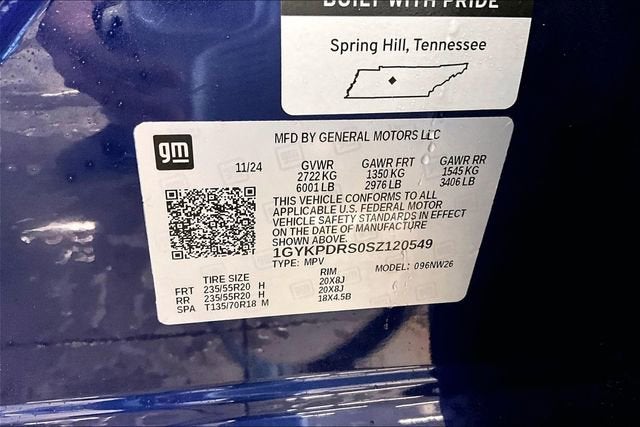 BUILT WITH PRIDE
Spring Hill, Tennessee
gm
MFD BY GENERAL MOTORS LLC
11/24 GVWR GAWR FRT GAWR RR
2722 KG 1350 KG 1545 KG
6001 LB 2976 LB 3406 LB
THIS VEHICLE CONFORMS TO ALL
APPLICABLE U.S. FEDERAL MOTOR
VEHICLE SAFETY STANDARDS IN EFFECT
ON THE DATE OF MANUFACTURE
SHOWN ABOVE.
1GYKPDRS0SZ120549
TYPE: MPV MODEL: 096NW26
TIRE SIZE RIM
FRT 235/55R20 H 20X8J
RR 235/55R20 H 20X8J
SPA T135/70R18 M 18X4.5B